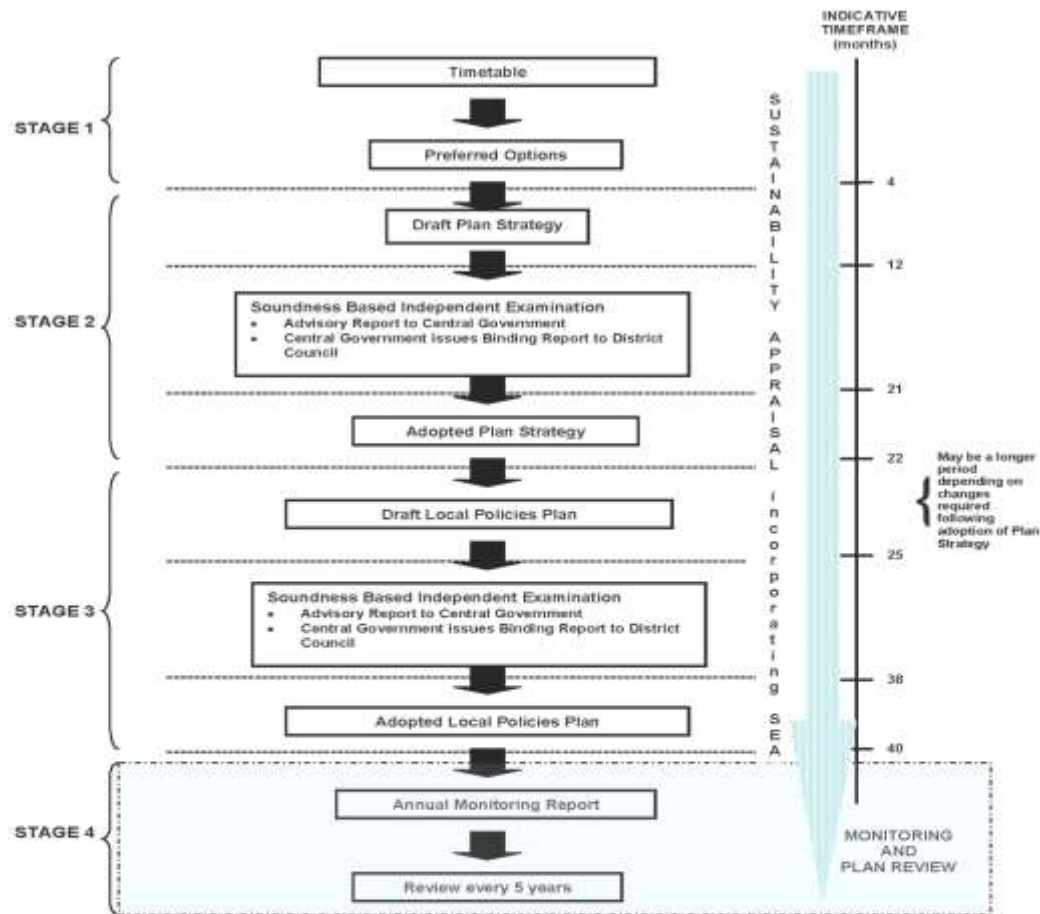 INDICATIVE
TIMEFRAME
(months)
STAGE 1
Timetable
Preferred Options
4
STAGE 2
Draft Plan Strategy
12
Soundness Based Independent Examination
• Advisory Report to Central Government
• Central Government issues Binding Report to District
Council
21
Adopted Plan Strategy
22
May be a longer
period
depending on
changes
required
following
adoption of Plan
Strategy
STAGE 3
Draft Local Policies Plan
25
Soundness Based Independent Examination
• Advisory Report to Central Government
• Central Government issues Binding Report to District
Council
38
Adopted Local Policies Plan
40
SUSTAINABILITY APPRAISAL incorporating SEA
STAGE 4
Annual Monitoring Report
Review every 5 years
MONITORING
AND
PLAN REVIEW